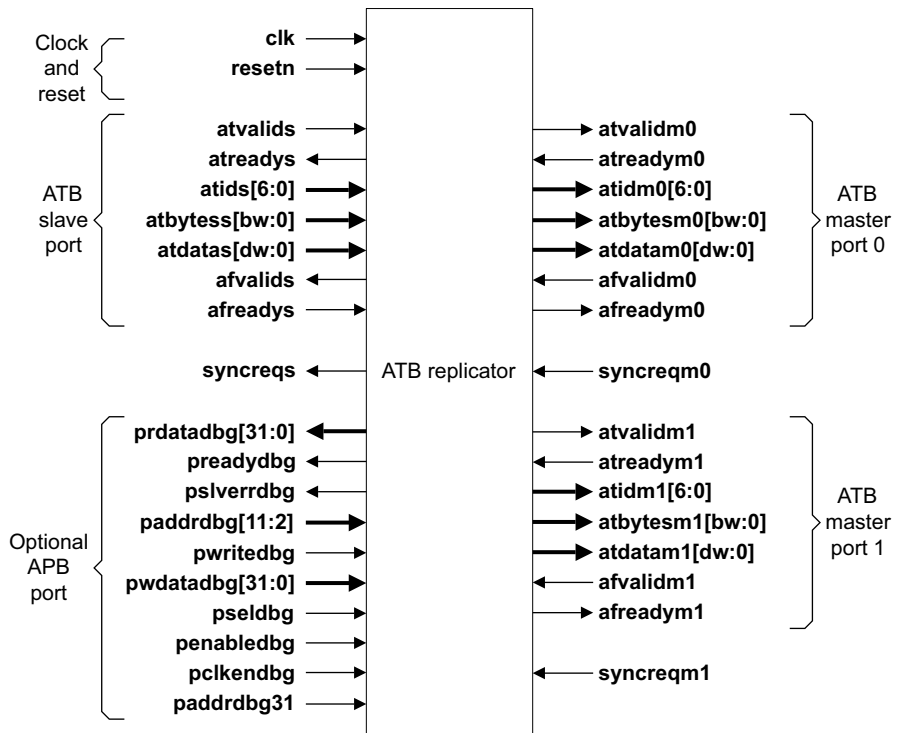 Clock
and
reset
clk
resetn
ATB
slave
port
atvalids
atreadys
atids[6:0]
atbytess[bw:0]
atdatas[dw:0]
afvalids
afreadys
syncreqs
Optional
APB
port
prdatadbg[31:0]
preadydbg
pslverrdbg
paddrdbg[11:2]
pwritedbg
pwdatadbg[31:0]
pseldbg
penabledbg
pclkendbg
paddrdbg31
ATB replicator
atvalidm0
atreadym0
atidm0[6:0]
atbytesm0[bw:0]
atdatam0[dw:0]
afvalidm0
afreadym0
ATB
master
port 0
syncreqm0
atvalidm1
atreadym1
atidm1[6:0]
atbytesm1[bw:0]
atdatam1[dw:0]
afvalidm1
afreadym1
ATB
master
port 1
syncreqm1